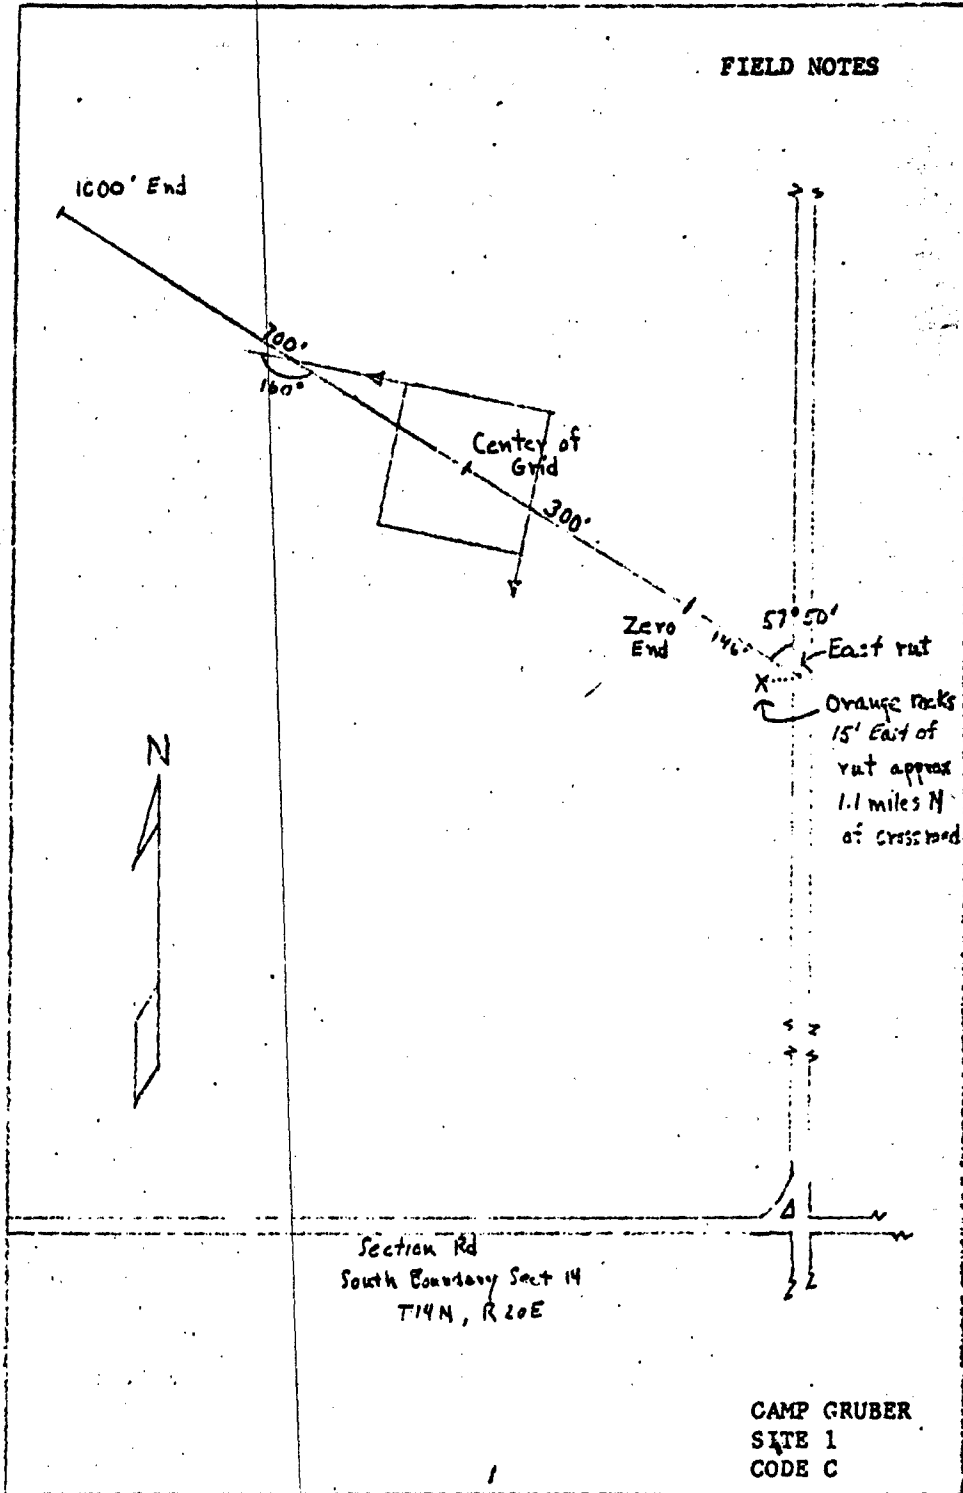 FIELD NOTES
1000' End
700'
160°
Center of
Grid
300'
57° 50'
Zero
End
146'
East rut
X
Orange rocks
15' East of
rut approx
1.1 miles N
of crossroad
N
Section Rd
South Boundary Sect 14
T14N, R20E
CAMP GRUBER
SITE 1
CODE C
1